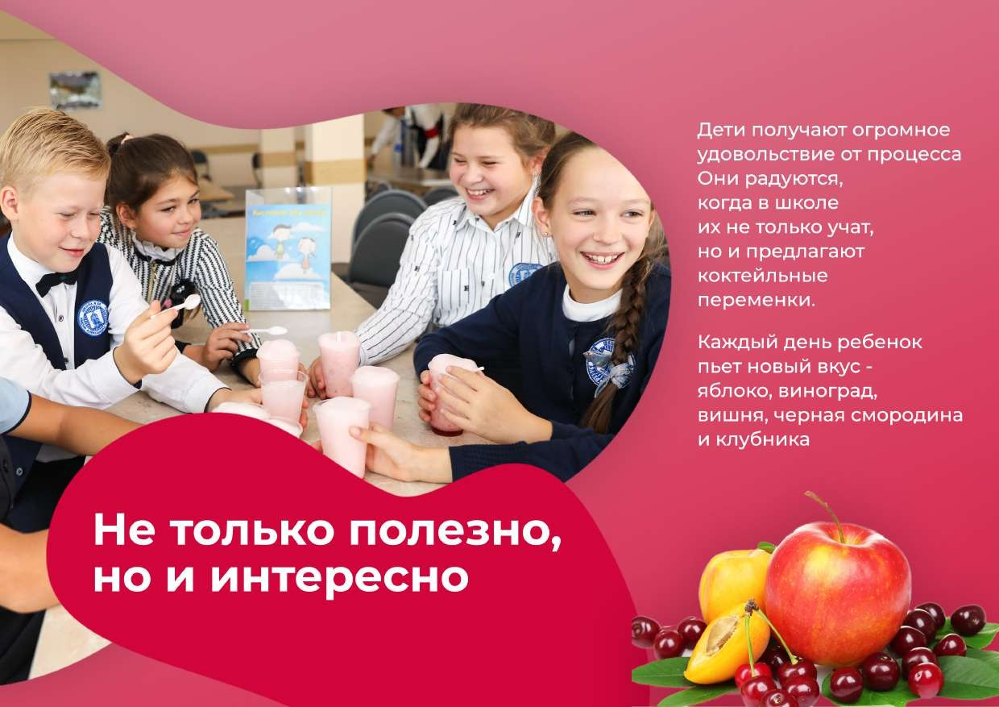 Дети получают огромное
удовольствие от процесса
Они радуются,
когда в школе
их не только учат,
но и предлагают
коктейльные
переменки.
Каждый день ребенок
пьет новый вкус -
яблоко, виноград,
вишня, черная смородина
и клубника
Не только полезно,
но и интересно